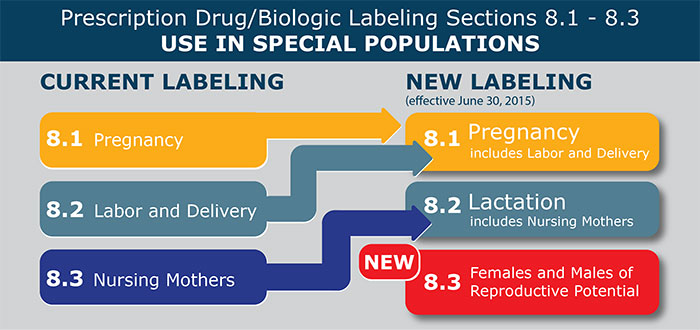 Prescription Drug/Biologic Labeling Sections 8.1 - 8.3
USE IN SPECIAL POPULATIONS
CURRENT LABELING
8.1 Pregnancy
8.2 Labor and Delivery
8.3 Nursing Mothers
NEW LABELING
(effective June 30, 2015)
8.1 Pregnancy
includes Labor and Delivery
8.2 Lactation
includes Nursing Mothers
NEW
8.3 Females and Males of
Reproductive Potential